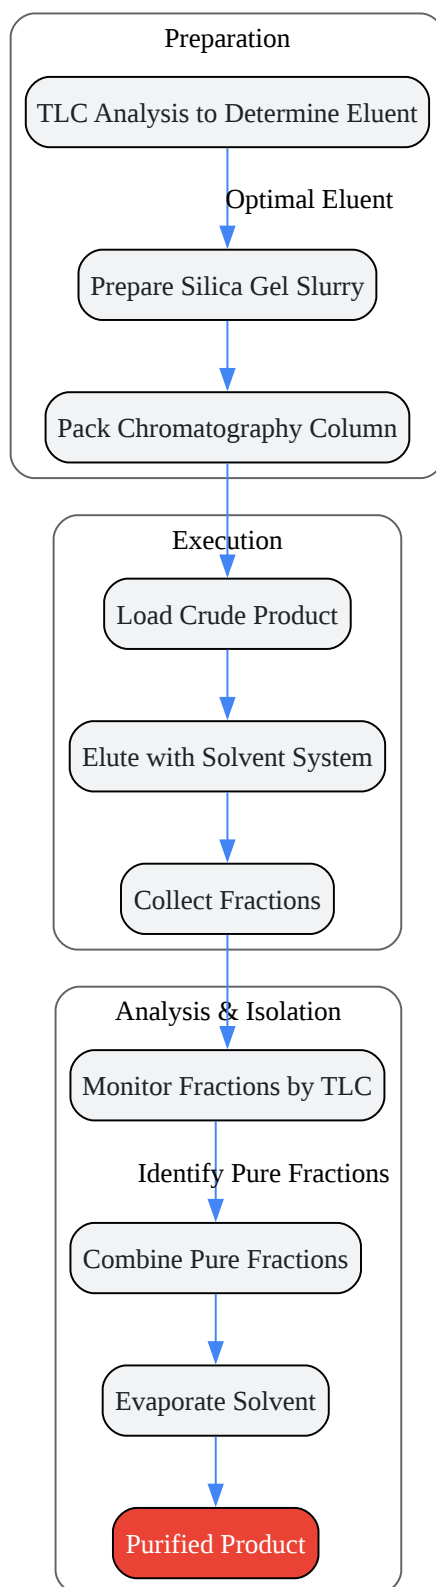 Preparation
TLC Analysis to Determine Eluent
Optimal Eluent
Prepare Silica Gel Slurry
Pack Chromatography Column
Execution
Load Crude Product
Elute with Solvent System
Collect Fractions
Analysis & Isolation
Monitor Fractions by TLC
Identify Pure Fractions
Combine Pure Fractions
Evaporate Solvent
Purified Product